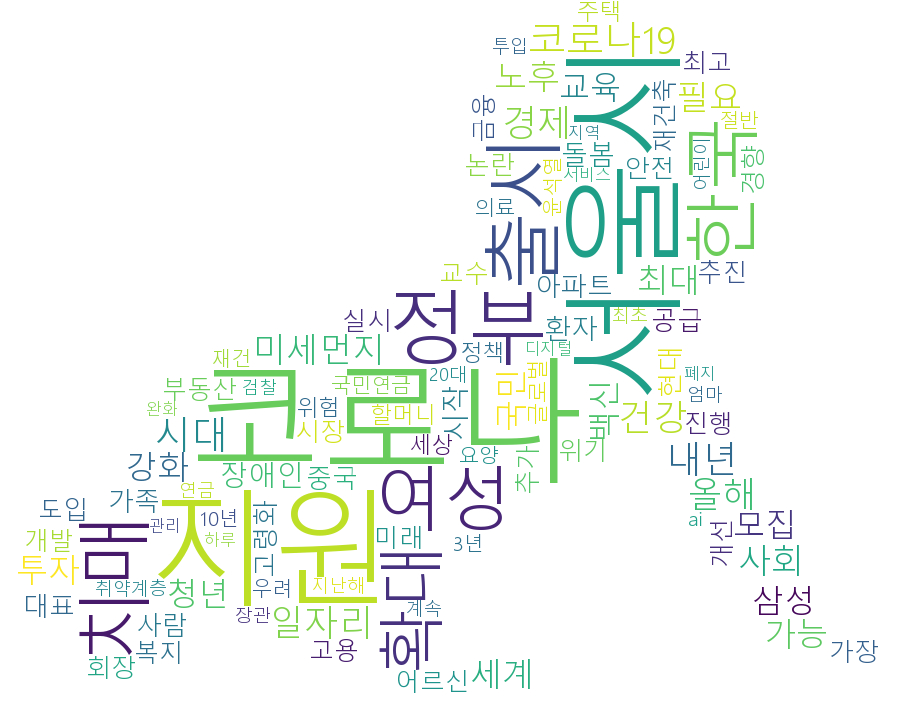 주택
코로나19
투입
최고
노후
교육
서울시
필요
금융
경제
지역
재건축
절반
한국
출시
논란
돌봄
안전
어린이
경향
윤석열
서비스
의료
교수
아파트
최대
추진
정부
실시
환자
최초
공급
미세먼지
정책
디지털
재건
코로나
국민연금
20대
국민
글로벌
현대
폐지
부동산
검찰
위험
할머니
시작
백신
엄마
완화
시대
시장
세상
건강
진행
강화
장애인
중국
요양
추가
위기
내년
연금
지원
여성
올해
도입
가족
10년
고령화
미래
3년
ai
개선
모집
치매
관리
개발
하루
사회
투자
취약계층
청년
우려
지난해
확대
대표
사람
장관
일자리
계속
삼성
복지
고용
가능
가장
회장
어르신
세계